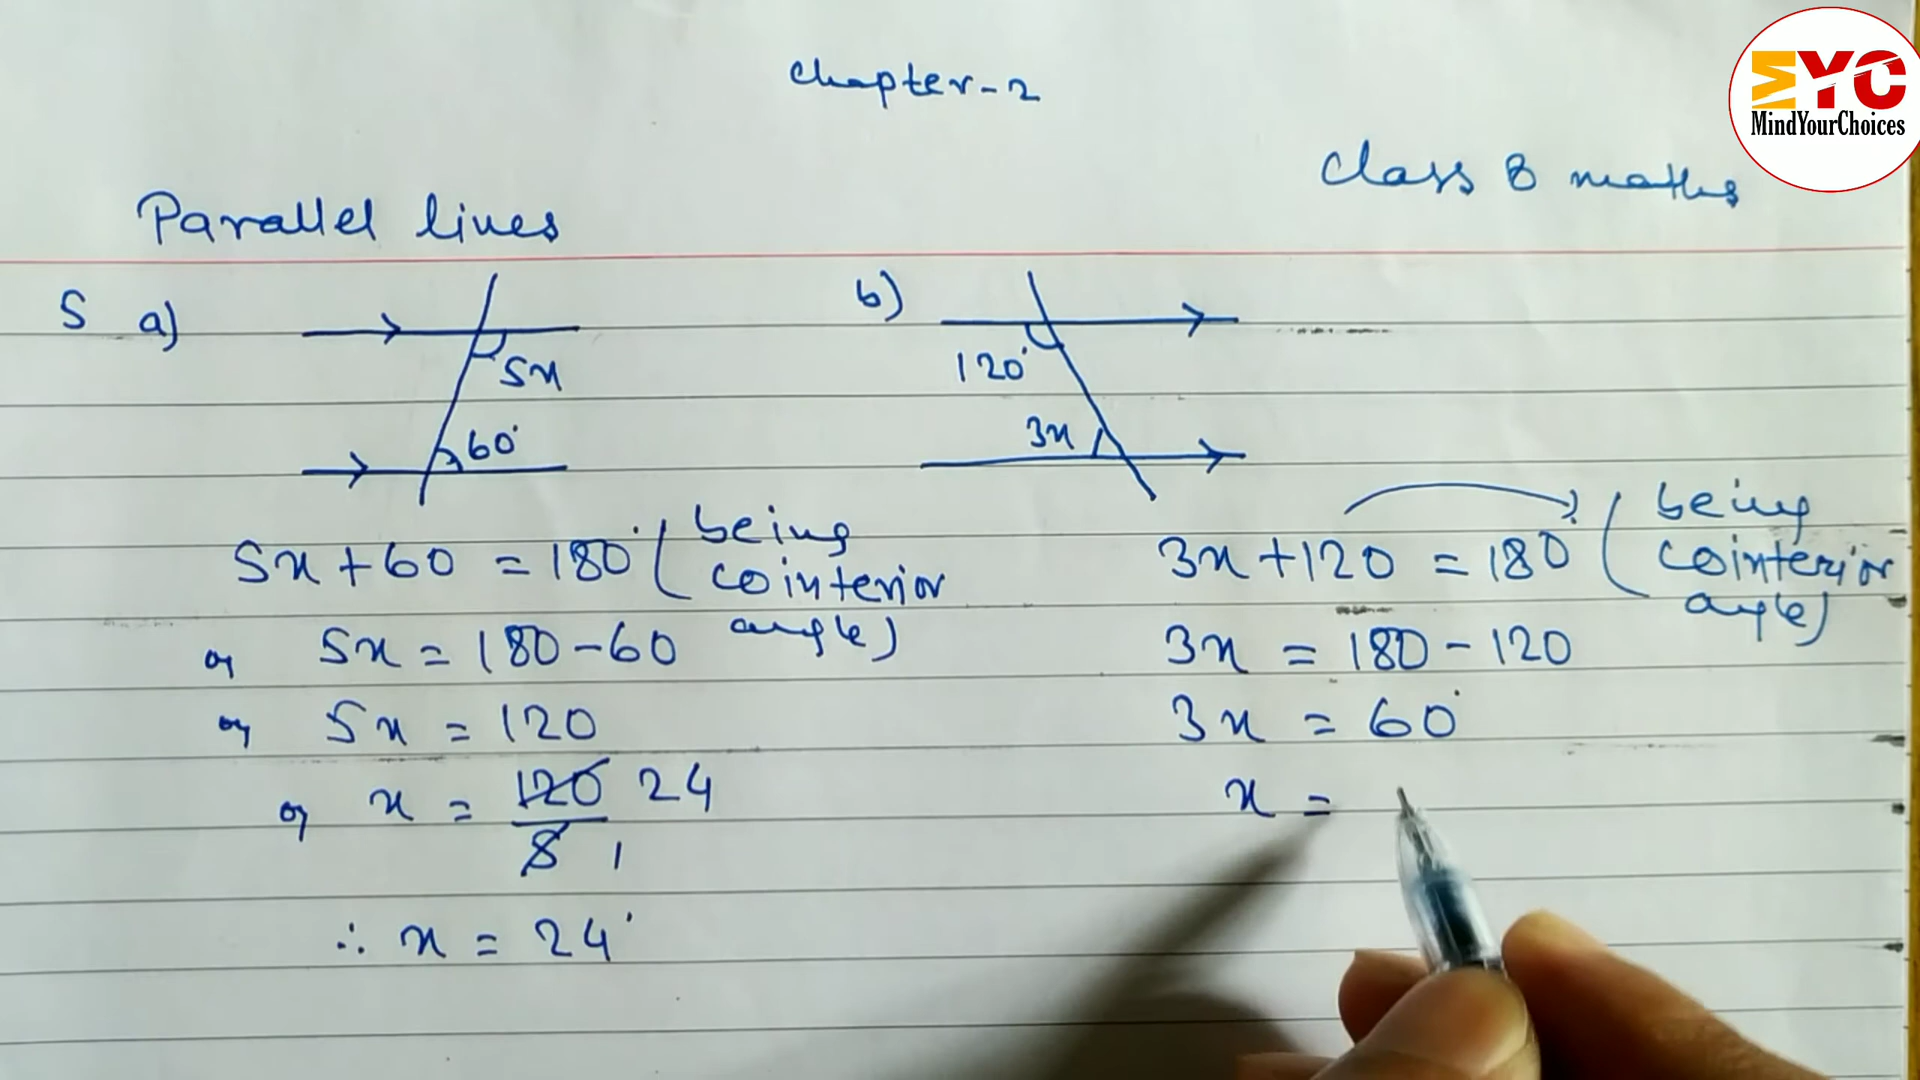 chapter-2
MYC
MindYourChoices
Class 8 maths
Parallel lines
5 a)
5x
60°
b)
120°
3x
5x + 60 = 180° (being cointerior angle)
or 5x = 180 - 60
or 5x = 120
or x = 120/5 24 1
∴ x = 24°
3x + 120 = 180 (being cointerior angle)
3x = 180 - 120
3x = 60°
x =